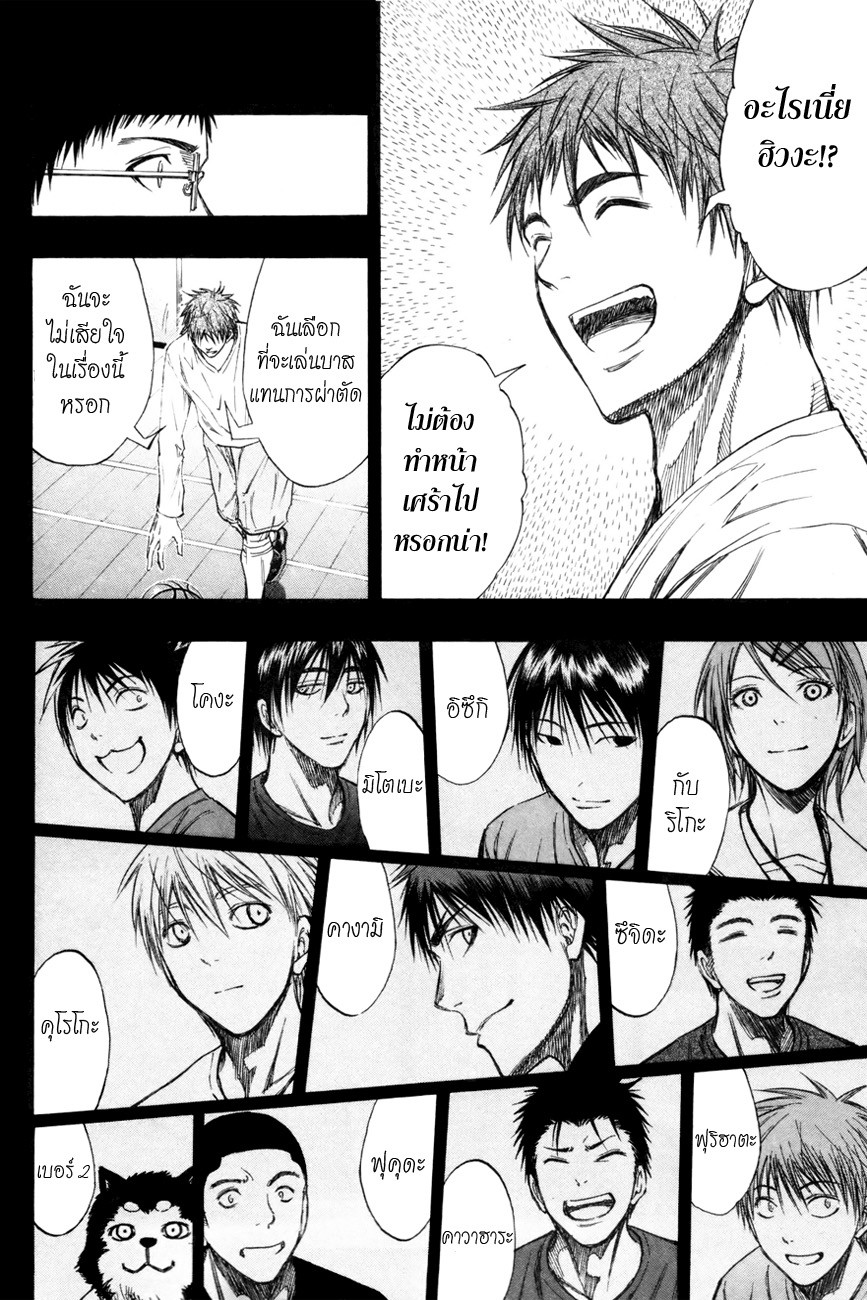 อะไรเนี่ย
ฮิวงะ!?
ไม่ต้อง
ทำหน้า
เศร้าไป
หรอกน่า!
ฉันเลือก
ที่จะเล่นบาส
แทนการผ่าตัด
ฉันจะ
ไม่เสียใจ
ในเรื่องนี้
หรอก
กับ
ริโกะ
อิซึกิ
มิโตเบะ
โคงะ
ซึจิดะ
คางามิ
คุโรโกะ
ฟุริฮาตะ
คาวาฮาระ
ฟุคุดะ
เบอร์ 2